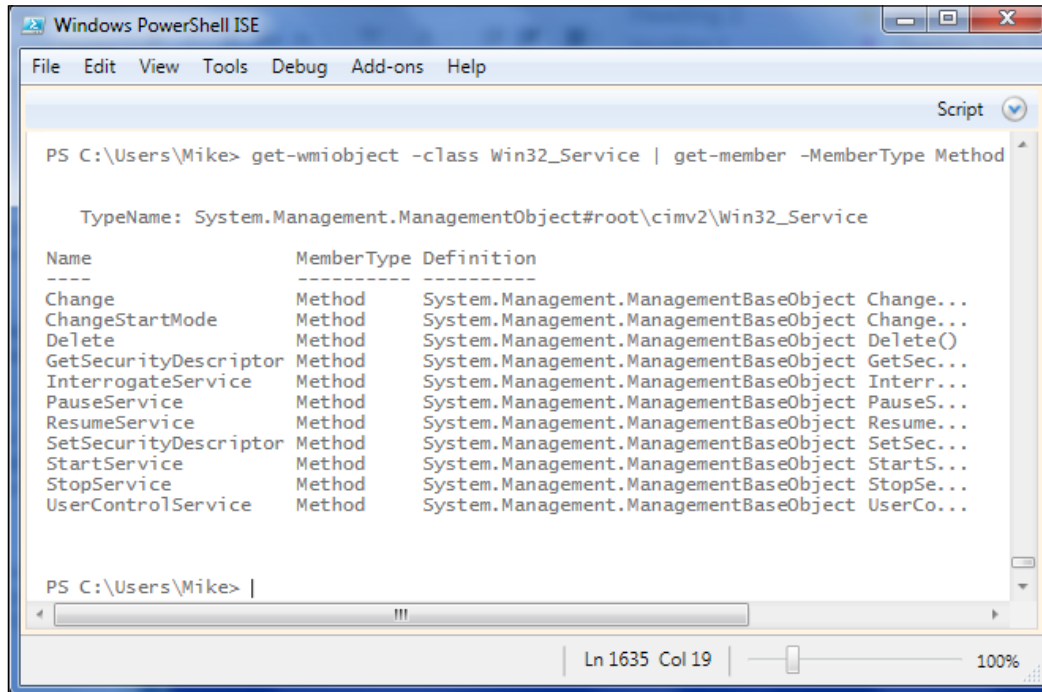 Windows PowerShell ISE
File Edit View Tools Debug Add-ons Help
Script
PS C:\Users\Mike> get-wmiobject -class Win32_Service | get-member -MemberType Method
TypeName: System.Management.ManagementObject#root\cimv2\Win32_Service
Name MemberType Definition
---- ---------- ----------
Change Method System.Management.ManagementBaseObject Change...
ChangeStartMode Method System.Management.ManagementBaseObject Change...
Delete Method System.Management.ManagementBaseObject Delete()
GetSecurityDescriptor Method System.Management.ManagementBaseObject GetSec...
InterrogateService Method System.Management.ManagementBaseObject Interr...
PauseService Method System.Management.ManagementBaseObject PauseS...
ResumeService Method System.Management.ManagementBaseObject Resume...
SetSecurityDescriptor Method System.Management.ManagementBaseObject SetSec...
StartService Method System.Management.ManagementBaseObject StartS...
StopService Method System.Management.ManagementBaseObject StopSe...
UserControlService Method System.Management.ManagementBaseObject UserCo...
PS C:\Users\Mike>
Ln 1635 Col 19 100%